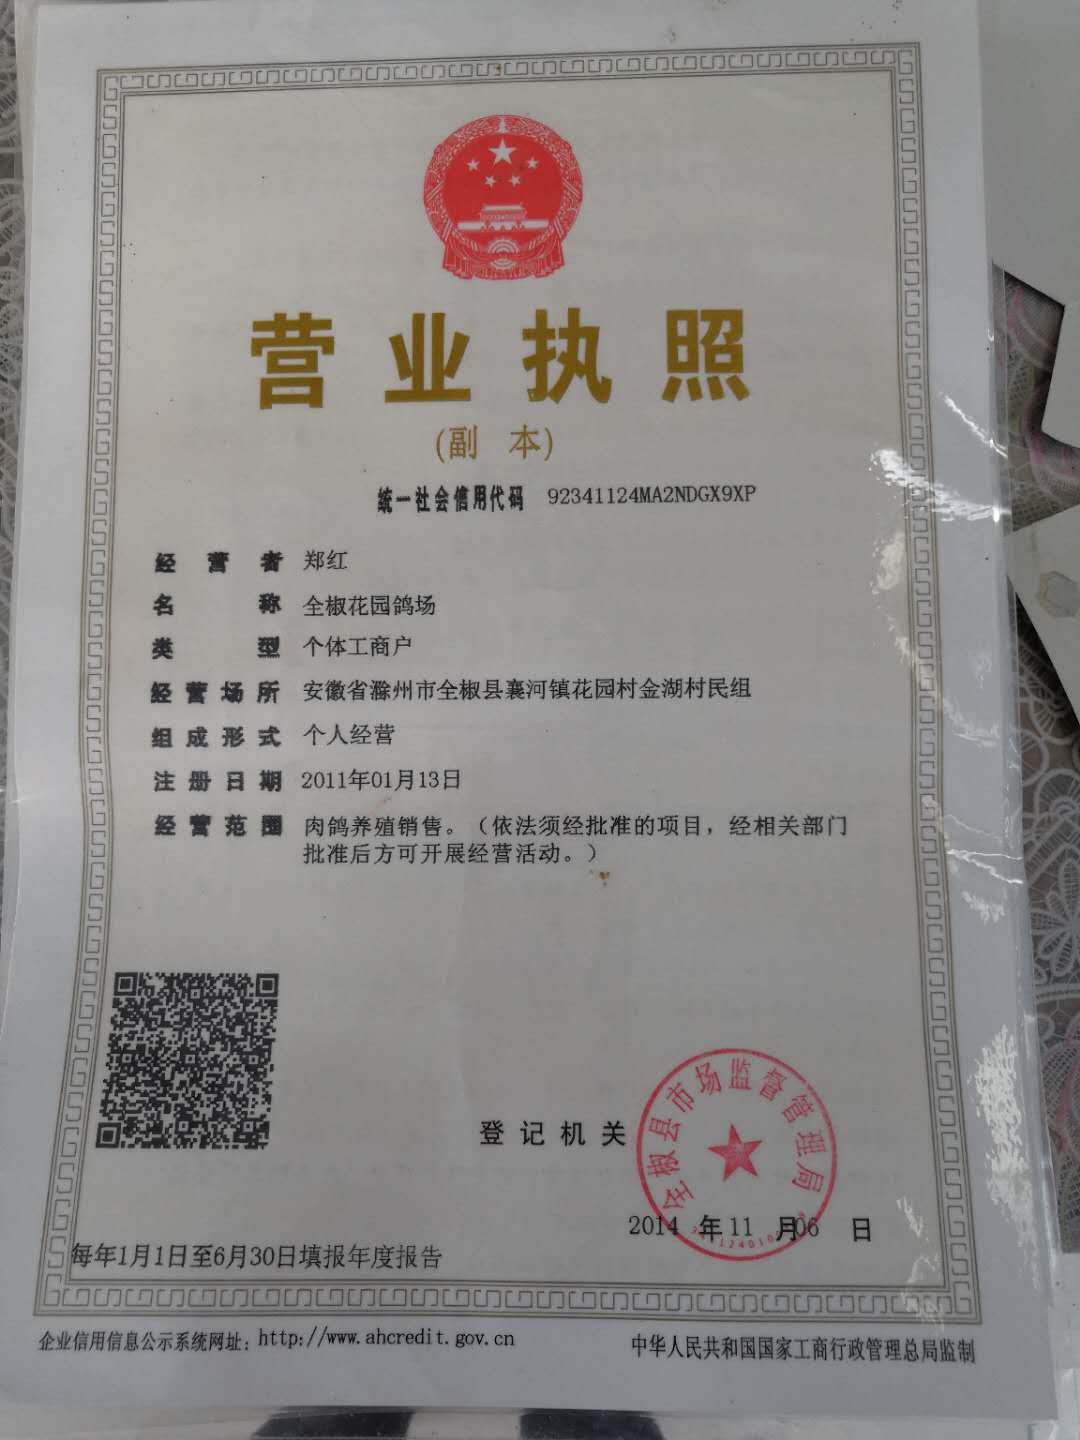 营业执照
(副 本)
统一社会信用代码 92341124MA2NDGX9XP
经营者 郑红
名称 全椒花园鸽场
类型 个体工商户
经营场所 安徽省滁州市全椒县襄河镇花园村金湖村民组
组成形式 个人经营
注册日期 2011年01月13日
经营范围 肉鸽养殖销售。（依法须经批准的项目，经相关部门
批准后方可开展经营活动。）
全椒县市场监督管理局
登记机关
2014 年 11 月 06 日
每年1月1日至6月30日填报年度报告
企业信用信息公示系统网址：http://www.ahcredit.gov.cn
中华人民共和国国家工商行政管理总局监制